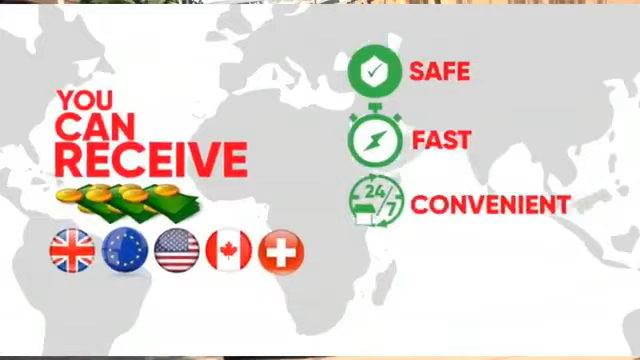 YOU
CAN
RECEIVE
SAFE
FAST
24/7
CONVENIENT